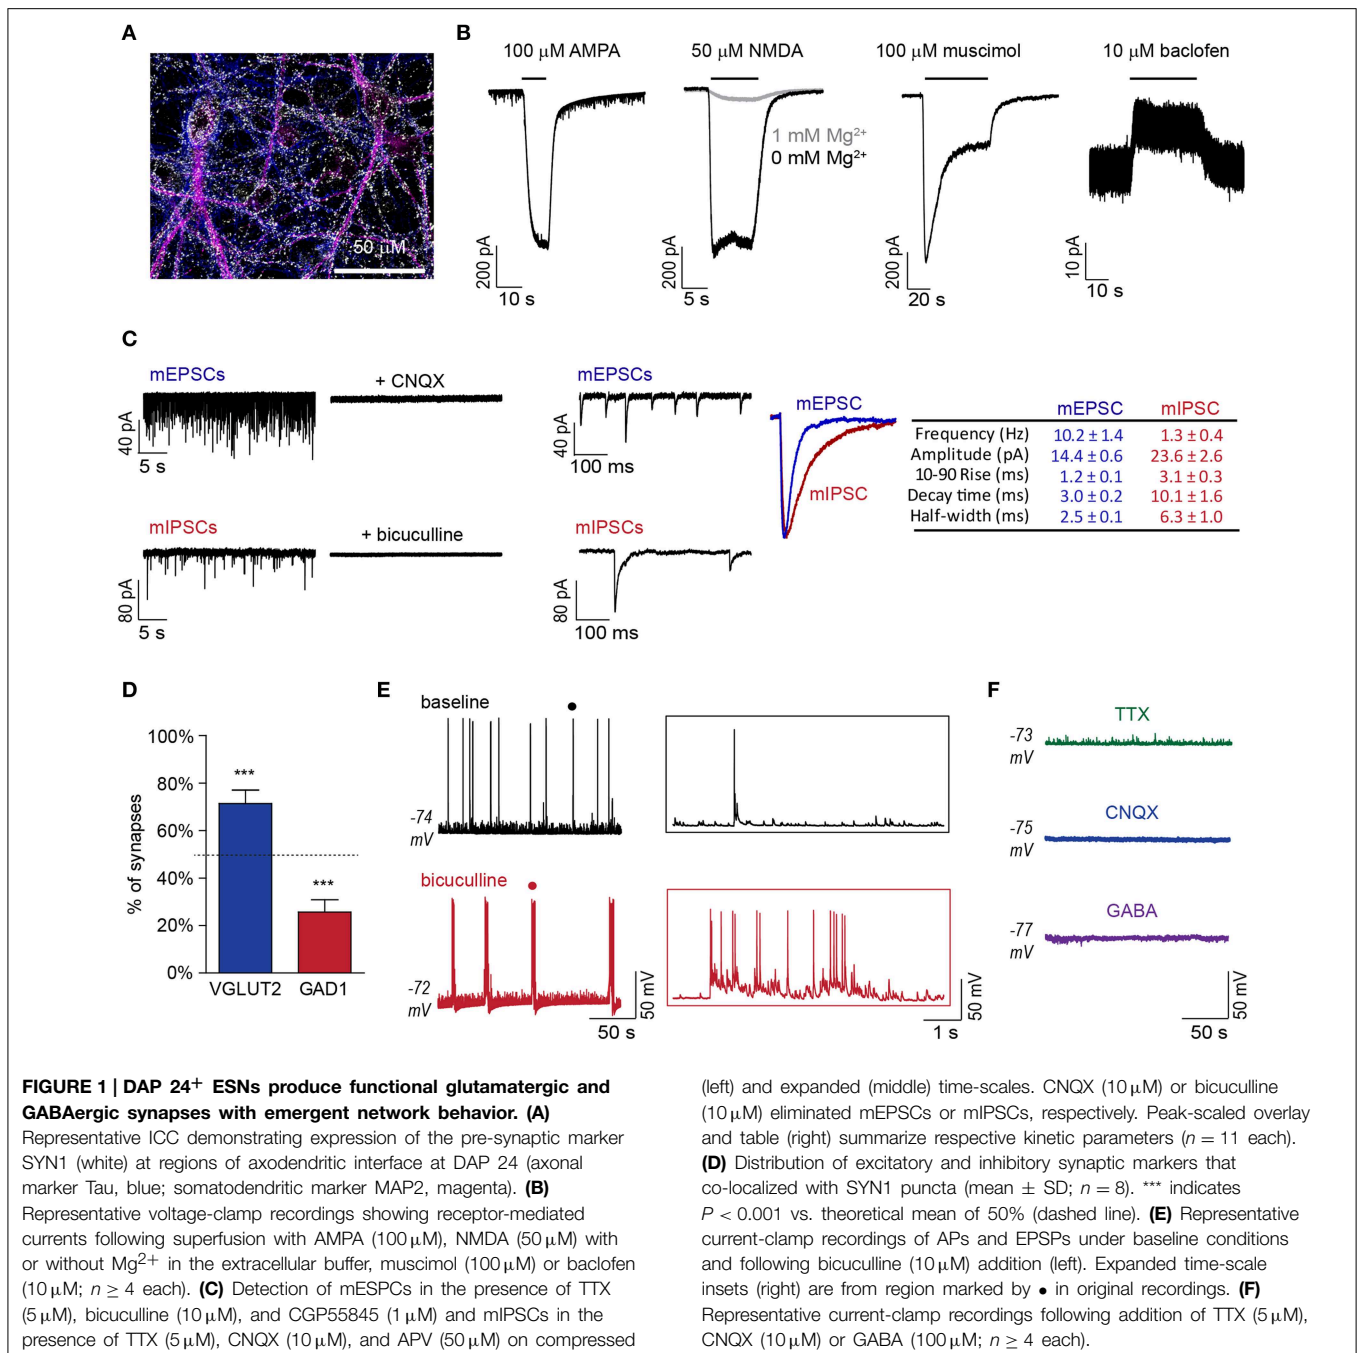 A
50 μM
B
100 μM AMPA
50 μM NMDA
100 μM muscimol
10 μM baclofen
1 mM Mg²⁺
0 mM Mg²⁺
200 pA
10 s
200 pA
5 s
200 pA
20 s
10 pA
10 s
C
mEPSCs
+ CNQX
40 pA
5 s
mEPSCs
40 pA
100 ms
mIPSCs
+ bicuculline
80 pA
5 s
mIPSCs
80 pA
100 ms
mEPSC
mIPSC
mEPSC mIPSC
Frequency (Hz) 10.2 ± 1.4 1.3 ± 0.4
Amplitude (pA) 14.4 ± 0.6 23.6 ± 2.6
10-90 Rise (ms) 1.2 ± 0.1 3.1 ± 0.3
Decay time (ms) 3.0 ± 0.2 10.1 ± 1.6
Half-width (ms) 2.5 ± 0.1 6.3 ± 1.0
D
% of synapses
100%
80%
60%
40%
20%
0%
***
***
VGLUT2 GAD1
E
baseline
-74
mV
bicuculline
-72
mV
50 mV
50 s
50 mV
1 s
F
TTX
-73
mV
CNQX
-75
mV
GABA
-77
mV
50 mV
50 s
FIGURE 1 | DAP 24⁺ ESNs produce functional glutamatergic and
GABAergic synapses with emergent network behavior. (A)
Representative ICC demonstrating expression of the pre-synaptic marker
SYN1 (white) at regions of axodendritic interface at DAP 24 (axonal
marker Tau, blue; somatodendritic marker MAP2, magenta). (B)
Representative voltage-clamp recordings showing receptor-mediated
currents following superfusion with AMPA (100 μM), NMDA (50 μM) with
or without Mg²⁺ in the extracellular buffer, muscimol (100 μM) or baclofen
(10 μM; n ≥ 4 each). (C) Detection of mESPCs in the presence of TTX
(5 μM), bicuculline (10 μM), and CGP55845 (1 μM) and mIPSCs in the
presence of TTX (5 μM), CNQX (10 μM), and APV (50 μM) on compressed
(left) and expanded (middle) time-scales. CNQX (10 μM) or bicuculline
(10 μM) eliminated mEPSCs or mIPSCs, respectively. Peak-scaled overlay
and table (right) summarize respective kinetic parameters (n = 11 each).
(D) Distribution of excitatory and inhibitory synaptic markers that
co-localized with SYN1 puncta (mean ± SD; n = 8). *** indicates
P < 0.001 vs. theoretical mean of 50% (dashed line). (E) Representative
current-clamp recordings of APs and EPSPs under baseline conditions
and following bicuculline (10 μM) addition (left). Expanded time-scale
insets (right) are from region marked by • in original recordings. (F)
Representative current-clamp recordings following addition of TTX (5 μM),
CNQX (10 μM) or GABA (100 μM; n ≥ 4 each).